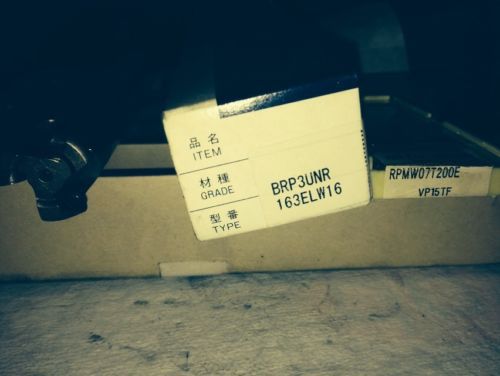 品名
ITEM
材種
GRADE
型番
TYPE
BRP3UNR
163ELW16
RPMW07T200E
VP15TF